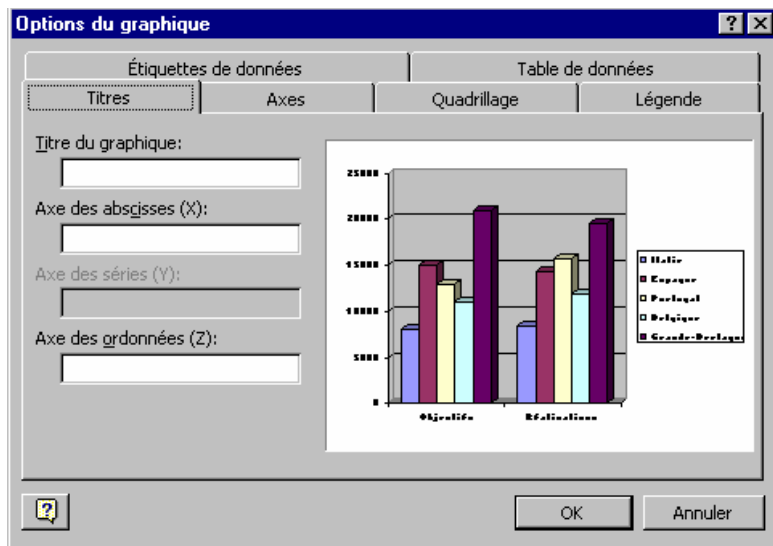 Options du graphique
Étiquettes de données
Table de données
Titres
Axes
Quadrillage
Légende
Titre du graphique:
Axe des abscisses (X):
Axe des séries (Y):
Axe des ordonnées (Z):
25000
20000
15000
10000
5000
0
Objectifs
Réalisations
Italie
Espagne
Portugal
Belgique
Grande-Bretagne
OK
Annuler